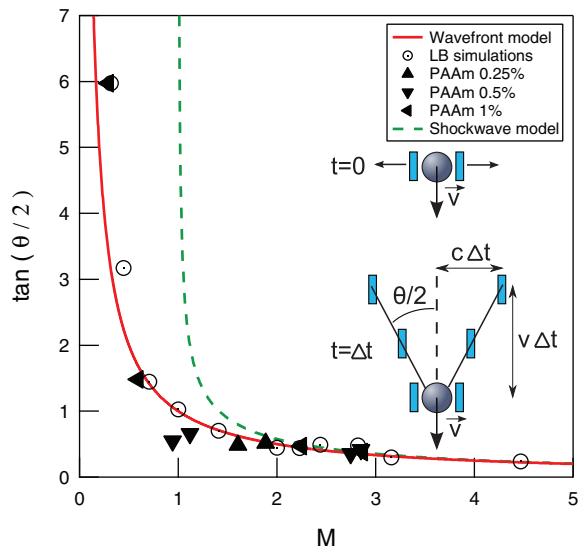 Wavefront model
LB simulations
PAAm 0.25%
PAAm 0.5%
PAAm 1%
Shockwave model
7
6
5
4
3
2
1
0
tan ( θ / 2 )
0
1
2
3
4
5
M
t=0
v
c Δt
θ/2
v Δt
t=Δt
v